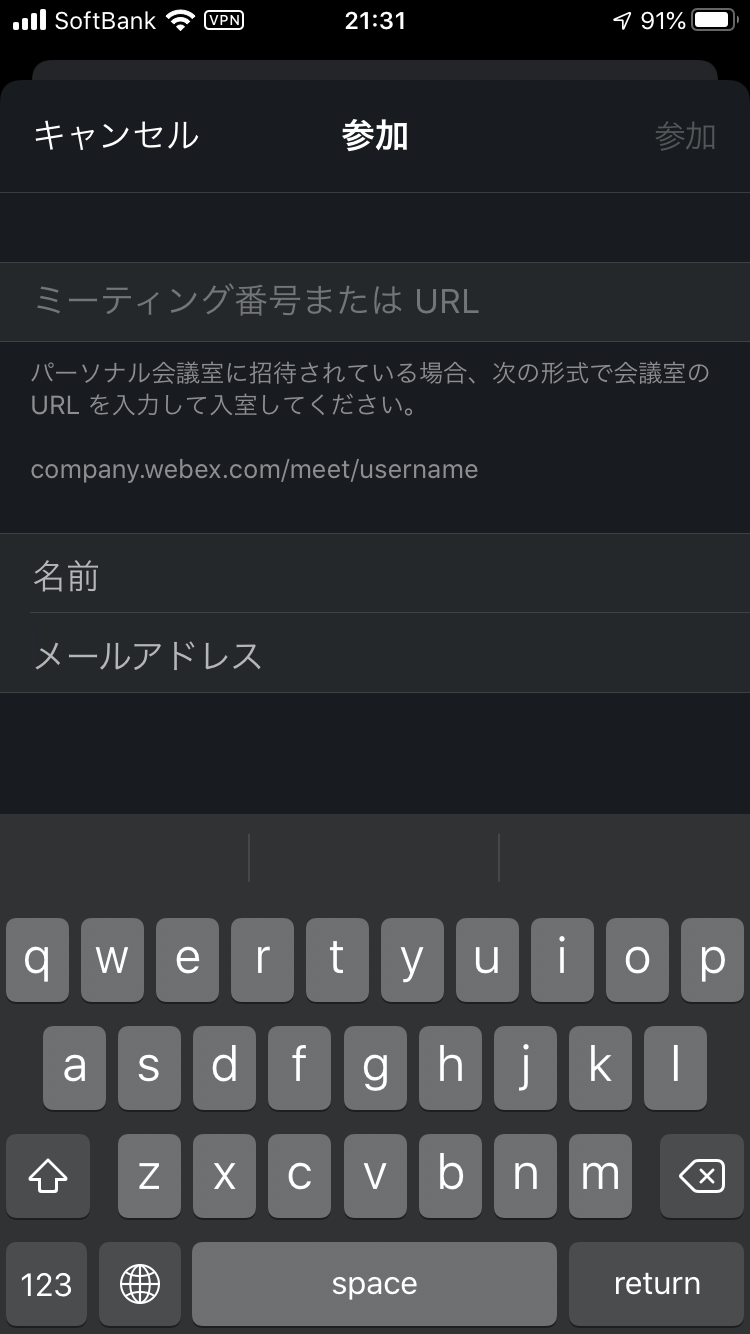 SoftBank VPN 21:31 91%
キャンセル 参加 参加
ミーティング番号または URL
パーソナル会議室に招待されている場合、次の形式で会議室の
URL を入力して入室してください。
company.webex.com/meet/username
名前
メールアドレス
q w e r t y u i o p
a s d f g h j k l
z x c v b n m
123 space return